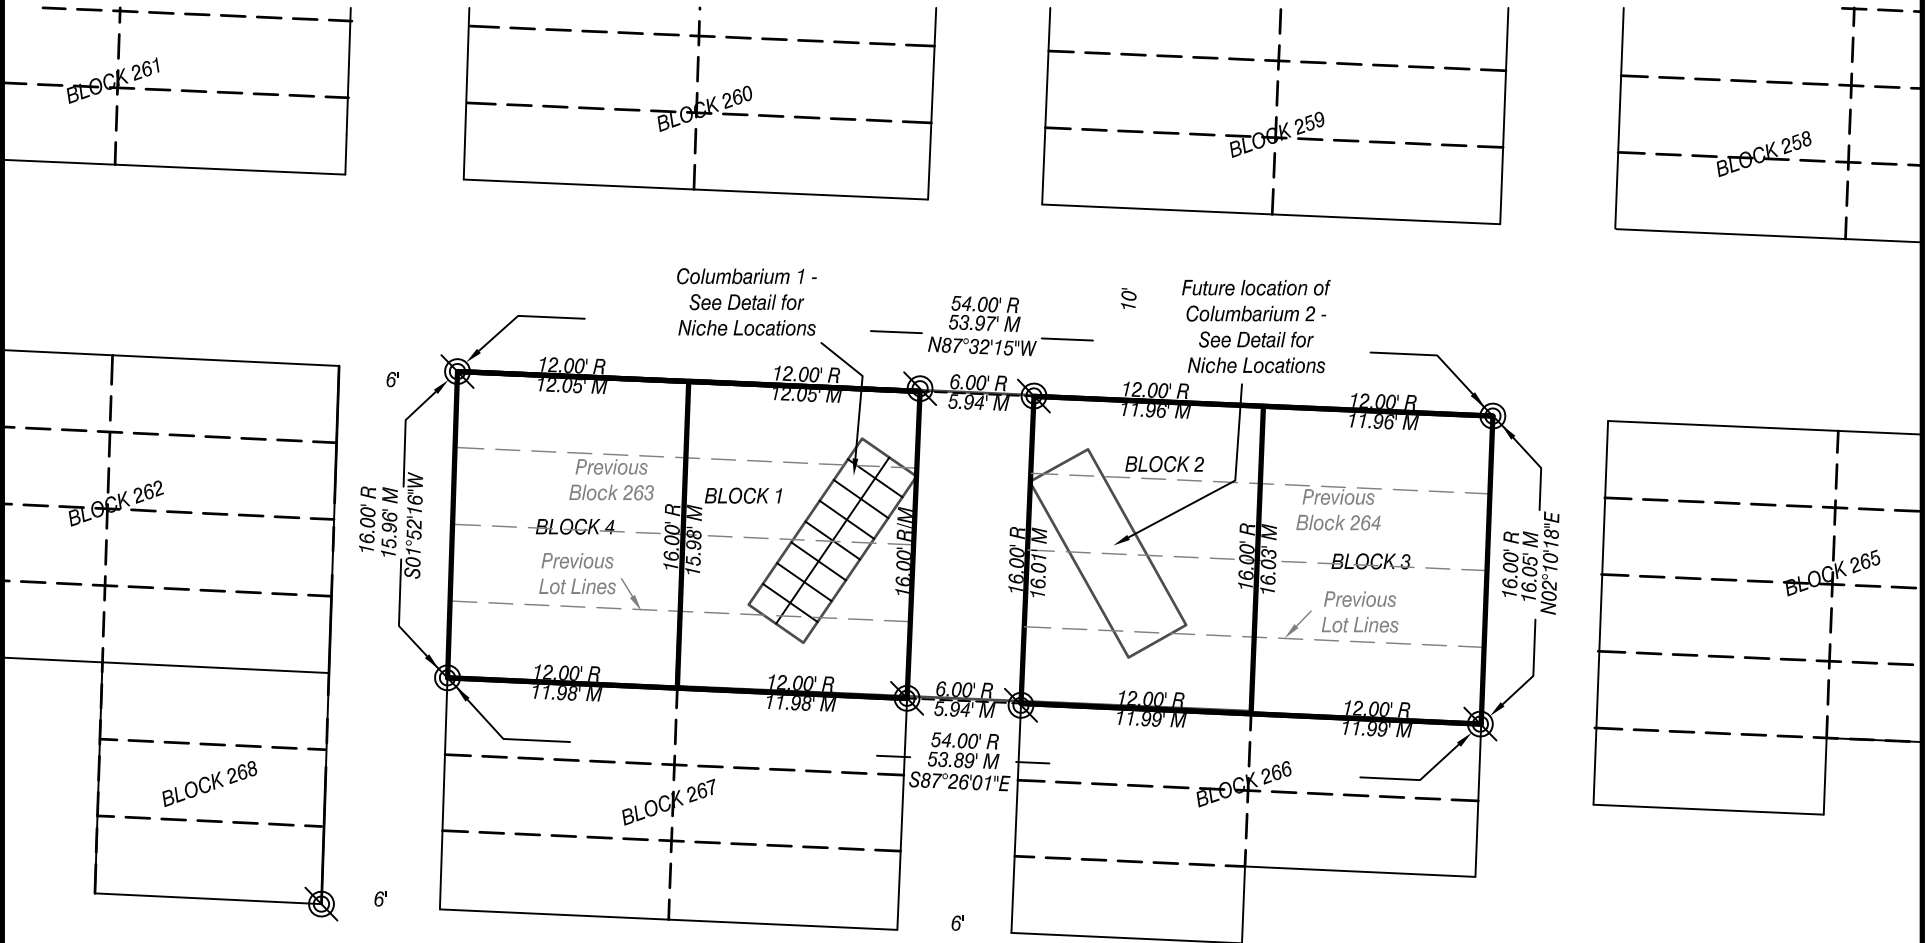 BLOCK 261
BLOCK 260
BLOCK 259
BLOCK 258
Columbarium 1 -
See Detail for
Niche Locations
54.00' R
53.97' M
N87°32'15"W
10'
Future location of
Columbarium 2 -
See Detail for
Niche Locations
6'
12.00' R
12.05' M
12.00' R
12.05' M
6.00' R
5.94' M
12.00' R
11.96' M
12.00' R
11.96' M
BLOCK 262
16.00' R
15.96' M
S01°52'16"W
Previous
Block 263
BLOCK 4
Previous
Lot Lines
16.00' R
15.98' M
BLOCK 1
16.00' R/M
16.00' R
16.01' M
BLOCK 2
16.00' R
16.03' M
Previous
Block 264
BLOCK 3
Previous
Lot Lines
16.00' R
16.05' M
N02°10'18"E
BLOCK 265
12.00' R
11.98' M
12.00' R
11.98' M
6.00' R
5.94' M
12.00' R
11.99' M
12.00' R
11.99' M
54.00' R
53.89' M
S87°26'01"E
BLOCK 268
BLOCK 267
BLOCK 266
6'
6'